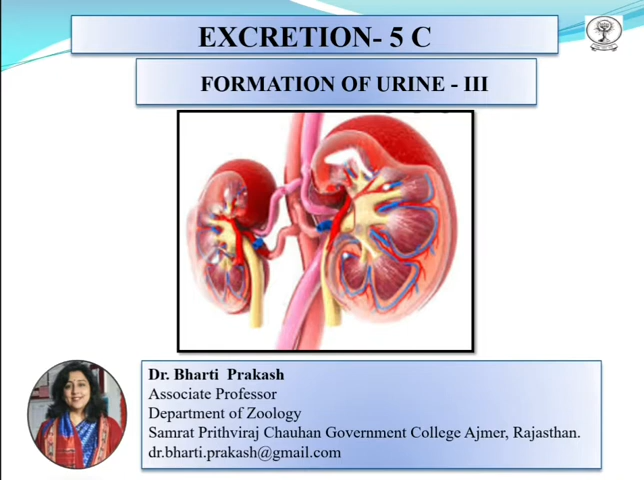 EXCRETION- 5 C
FORMATION OF URINE - III
Dr. Bharti Prakash
Associate Professor
Department of Zoology
Samrat Prithviraj Chauhan Government College Ajmer, Rajasthan.
dr.bharti.prakash@gmail.com